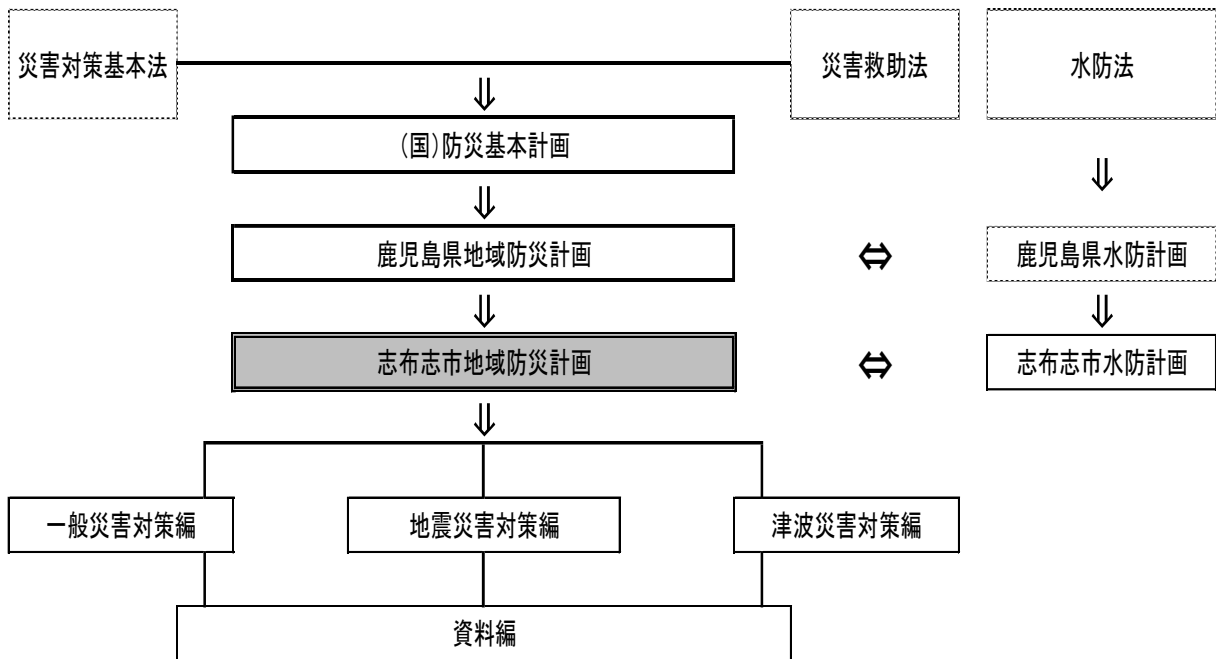 災害対策基本法
災害救助法
水防法
⇓
(国)防災基本計画
⇓
⇓
鹿児島県地域防災計画
⇔
鹿児島県水防計画
⇓
⇓
志布志市地域防災計画
⇔
志布志市水防計画
⇓
一般災害対策編
地震災害対策編
津波災害対策編
資料編